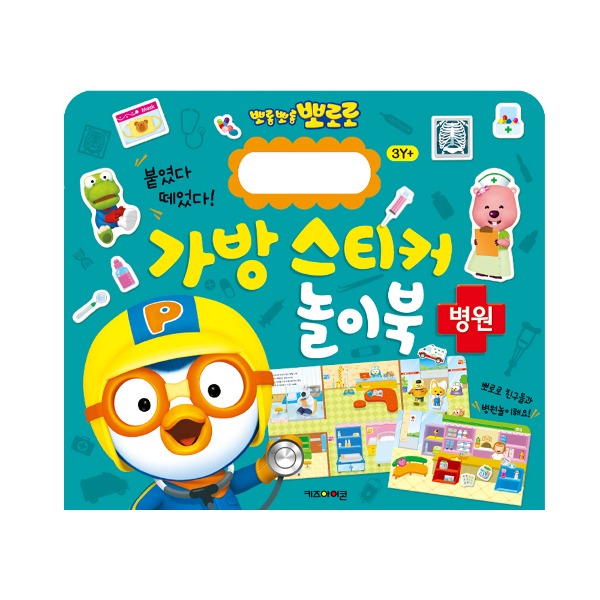 뽀롱뽀롱 뽀로로
Mask
3Y+
붙였다
떼었다!
가방 스티커
놀이북
병원
P
뽀로로 친구들과
병원놀이해요!
키즈아이콘